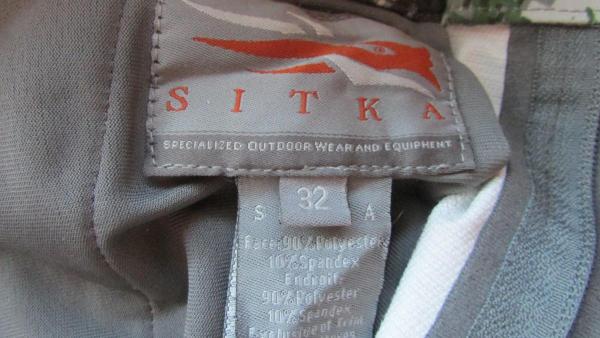 SITKA
SPECIALIZED OUTDOOR WEAR AND EQUIPMENT
32
S A
Face:90%Polyester
10%Spandex
Endroit:
90%Polyester
10%Spandex
Exclusive of Trim